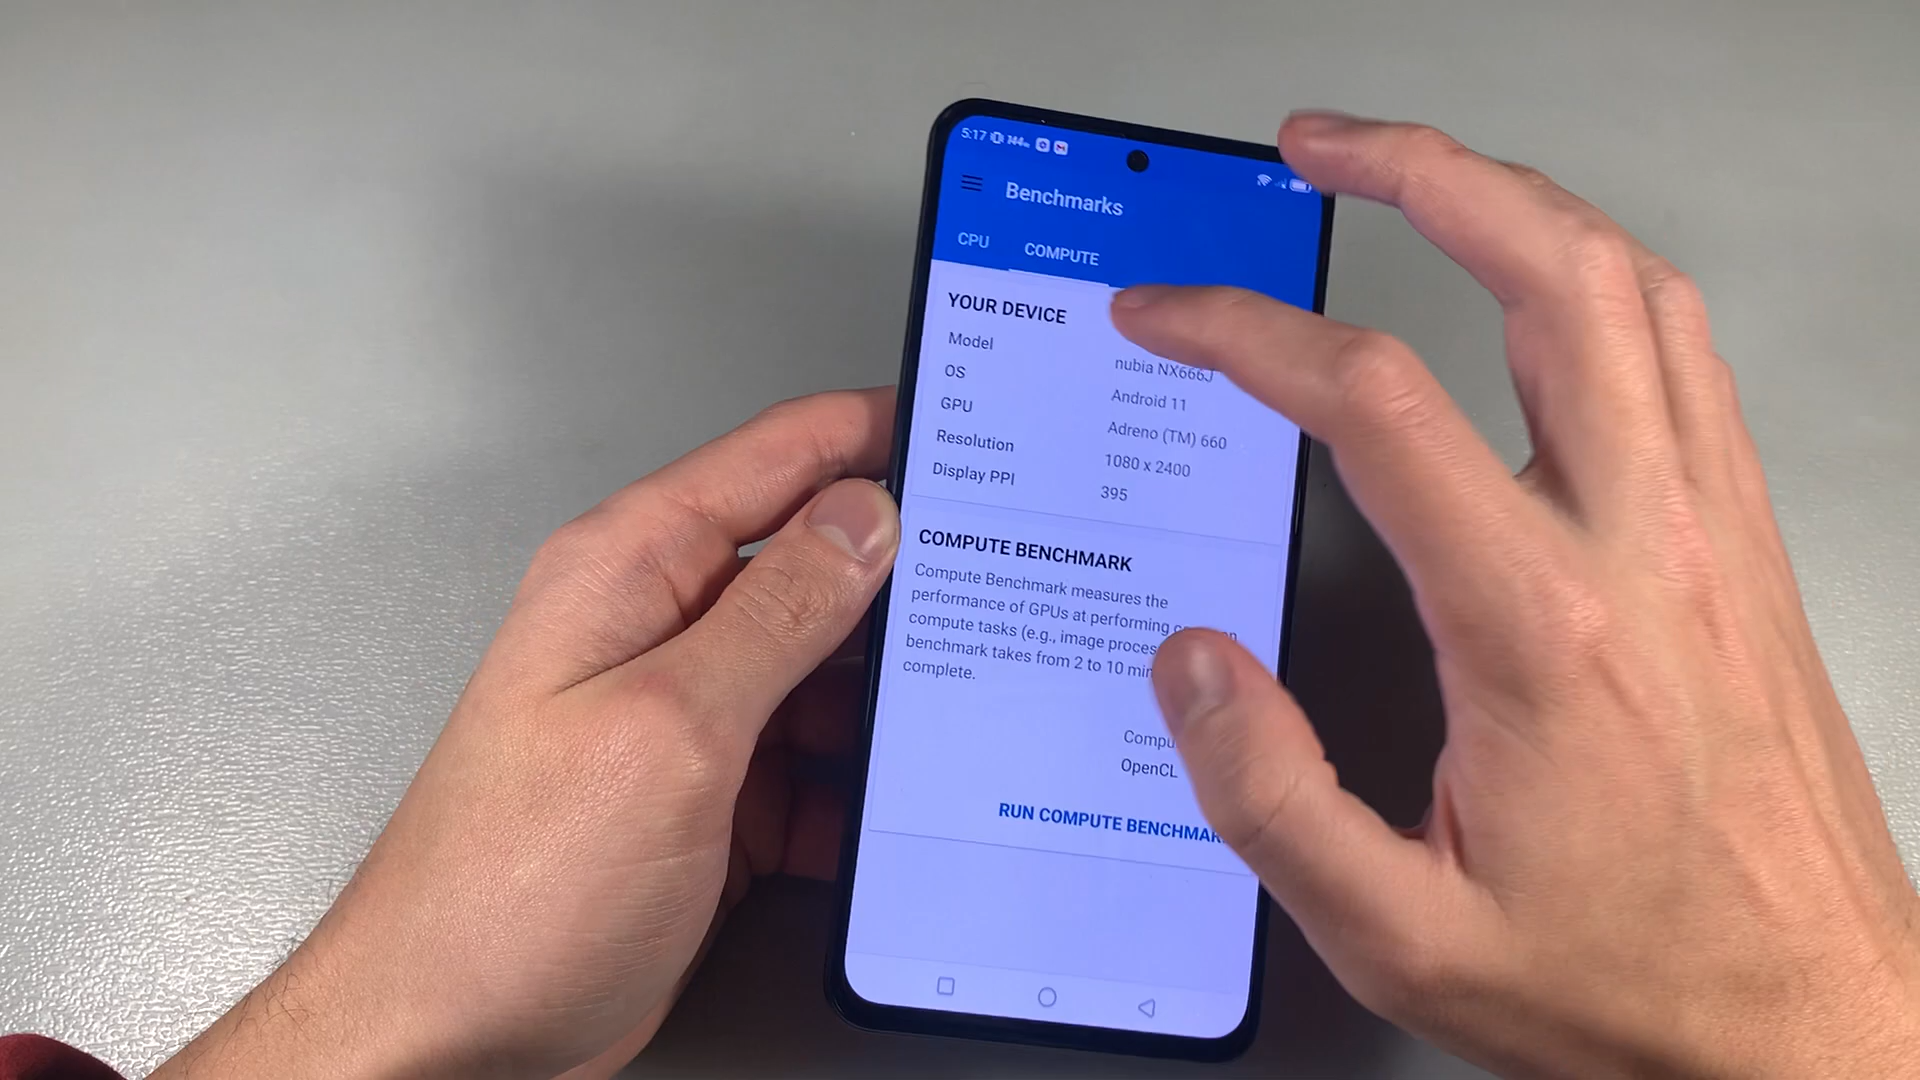 5:17 144
Benchmarks
CPU COMPUTE
YOUR DEVICE
Model nubia NX666J
OS Android 11
GPU Adreno (TM) 660
Resolution 1080 x 2400
Display PPI 395
COMPUTE BENCHMARK
Compute Benchmark measures the
performance of GPUs at performing
compute tasks (e.g., image proces
benchmark takes from 2 to 10 min
complete.
Compu
OpenCL
RUN COMPUTE BENCHMAR